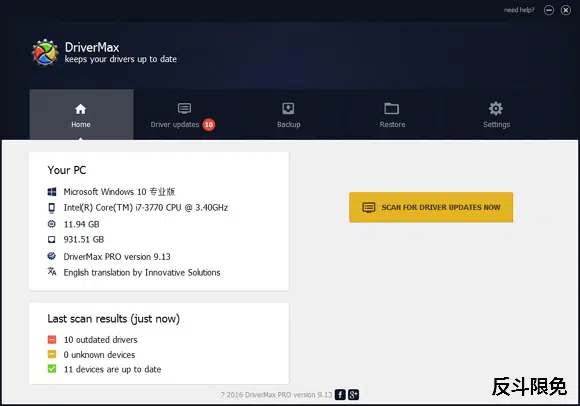 need help?
DriverMax
keeps your drivers up to date
Home
Driver updates 10
Backup
Restore
Settings
Your PC
Microsoft Windows 10 专业版
Intel(R) Core(TM) i7-3770 CPU @ 3.40GHz
11.94 GB
931.51 GB
DriverMax PRO version 9.13
English translation by Innovative Solutions
SCAN FOR DRIVER UPDATES NOW
Last scan results (just now)
10 outdated drivers
0 unknown devices
11 devices are up to date
? 2016 DriverMax PRO version 9.13
反斗限免